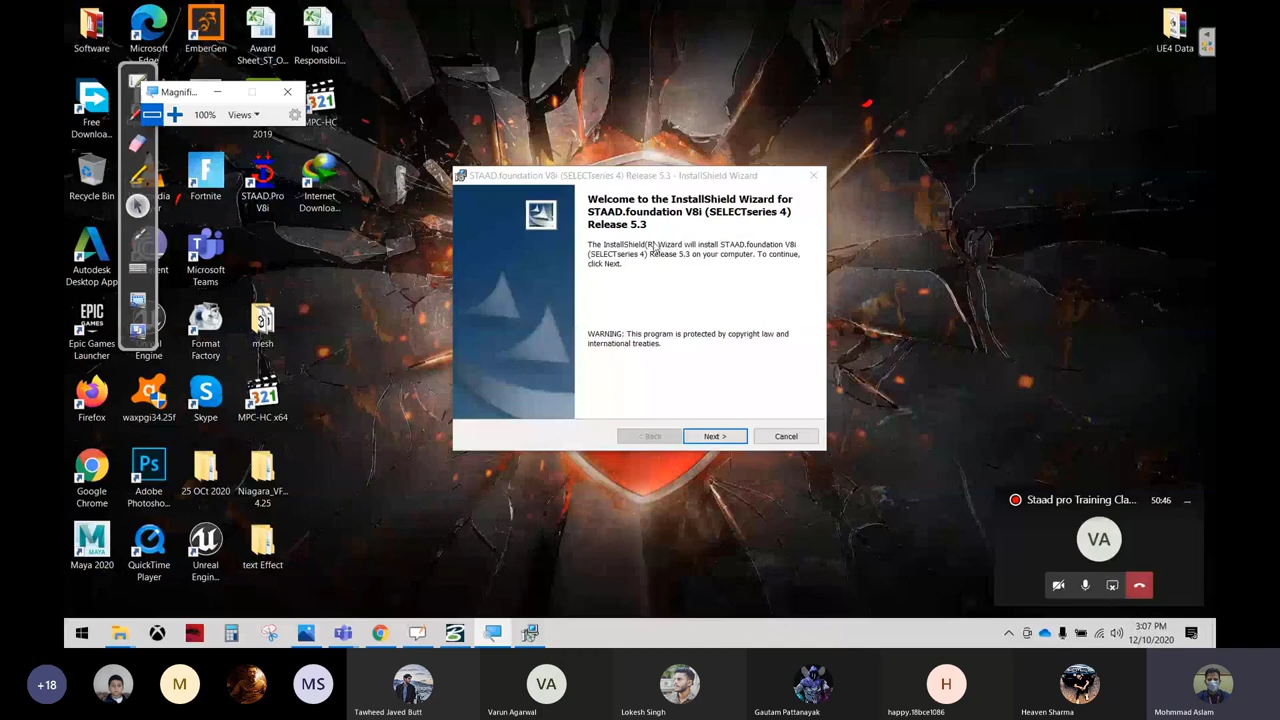 Software
Microsoft
Edge
EmberGen
Award
Sheet_ST_O...
Iqac
Responsibil...
UE4 Data
Magnifi...
100%
Views
Free
Downloa...
2019
MPC-HC
321
Recycle Bin
Fortnite
STAAD.Pro
V8i
Internet
Downloa...
Autodesk
Desktop App
Microsoft
Teams
EPIC
GAMES
Epic Games
Launcher
Engine
Format
Factory
mesh
Firefox
waxpgi34.25f
Skype
321
MPC-HC x64
Google
Chrome
Ps
Adobe
Photosho...
25 OCt 2020
Niagara_VF...
4.25
Maya 2020
QuickTime
Player
Unreal
Engin...
text Effect
STAAD.foundation V8i (SELECTseries 4) Release 5.3 - InstallShield Wizard
Welcome to the InstallShield Wizard for
STAAD.foundation V8i (SELECTseries 4)
Release 5.3
The InstallShield(R) Wizard will install STAAD.foundation V8i
(SELECTseries 4) Release 5.3 on your computer. To continue,
click Next.
WARNING: This program is protected by copyright law and
international treaties.
< Back
Next >
Cancel
Staad pro Training Cla...
50:46
VA
3:07 PM
12/10/2020
+18
M
MS
Tawheed Javed Butt
VA
Varun Agarwal
Lokesh Singh
Gautam Pattanayak
H
happy.18bce1086
Heaven Sharma
Mohmmad Aslam